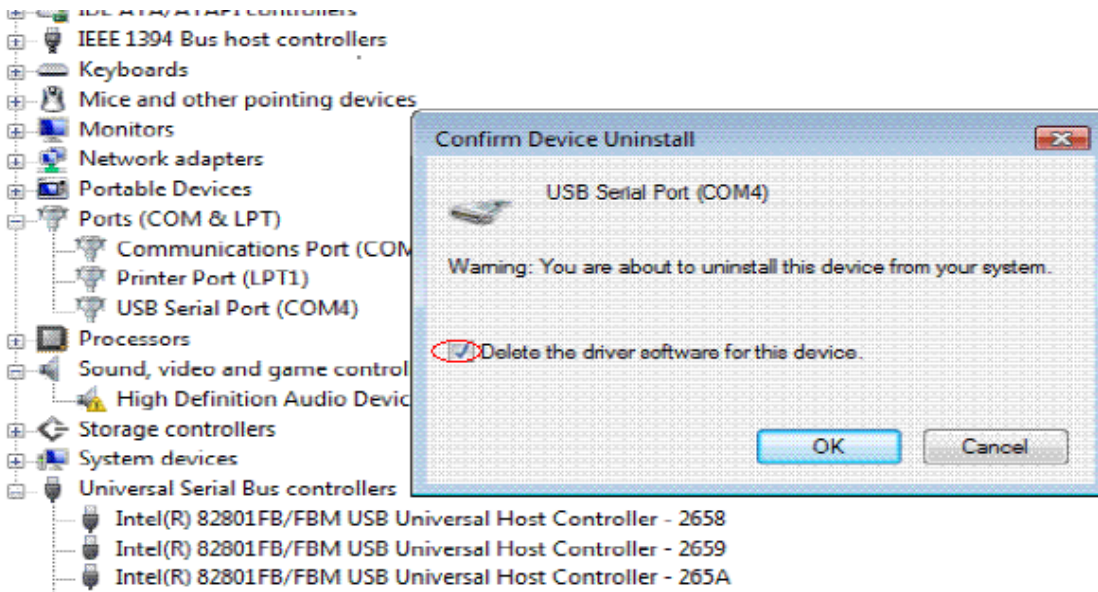 IDE ATA/ATAPI controllers
IEEE 1394 Bus host controllers
Keyboards
Mice and other pointing devices
Monitors
Network adapters
Portable Devices
Ports (COM & LPT)
Communications Port (COM
Printer Port (LPT1)
USB Serial Port (COM4)
Processors
Sound, video and game control
High Definition Audio Devic
Storage controllers
System devices
Universal Serial Bus controllers
Intel(R) 82801FB/FBM USB Universal Host Controller - 2658
Intel(R) 82801FB/FBM USB Universal Host Controller - 2659
Intel(R) 82801FB/FBM USB Universal Host Controller - 265A
Confirm Device Uninstall
USB Serial Port (COM4)
Warning: You are about to uninstall this device from your system.
Delete the driver software for this device.
OK
Cancel